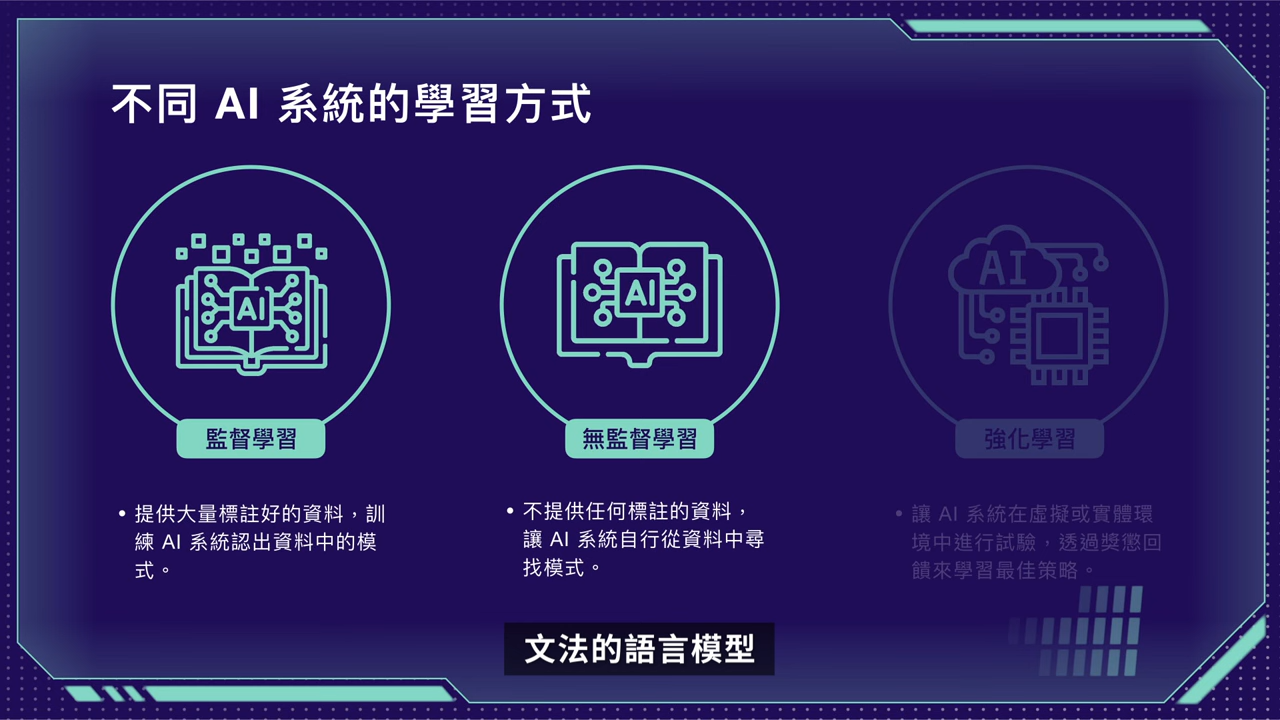 不同 AI 系統的學習方式
AI
AI
AI
監督學習
無監督學習
強化學習
• 提供大量標註好的資料，訓
練 AI 系統認出資料中的模
式。
• 不提供任何標註的資料，
讓 AI 系統自行從資料中尋
找模式。
• 讓 AI 系統在虛擬或實體環
境中進行試驗，透過獎懲回
饋來學習最佳策略。
文法的語言模型